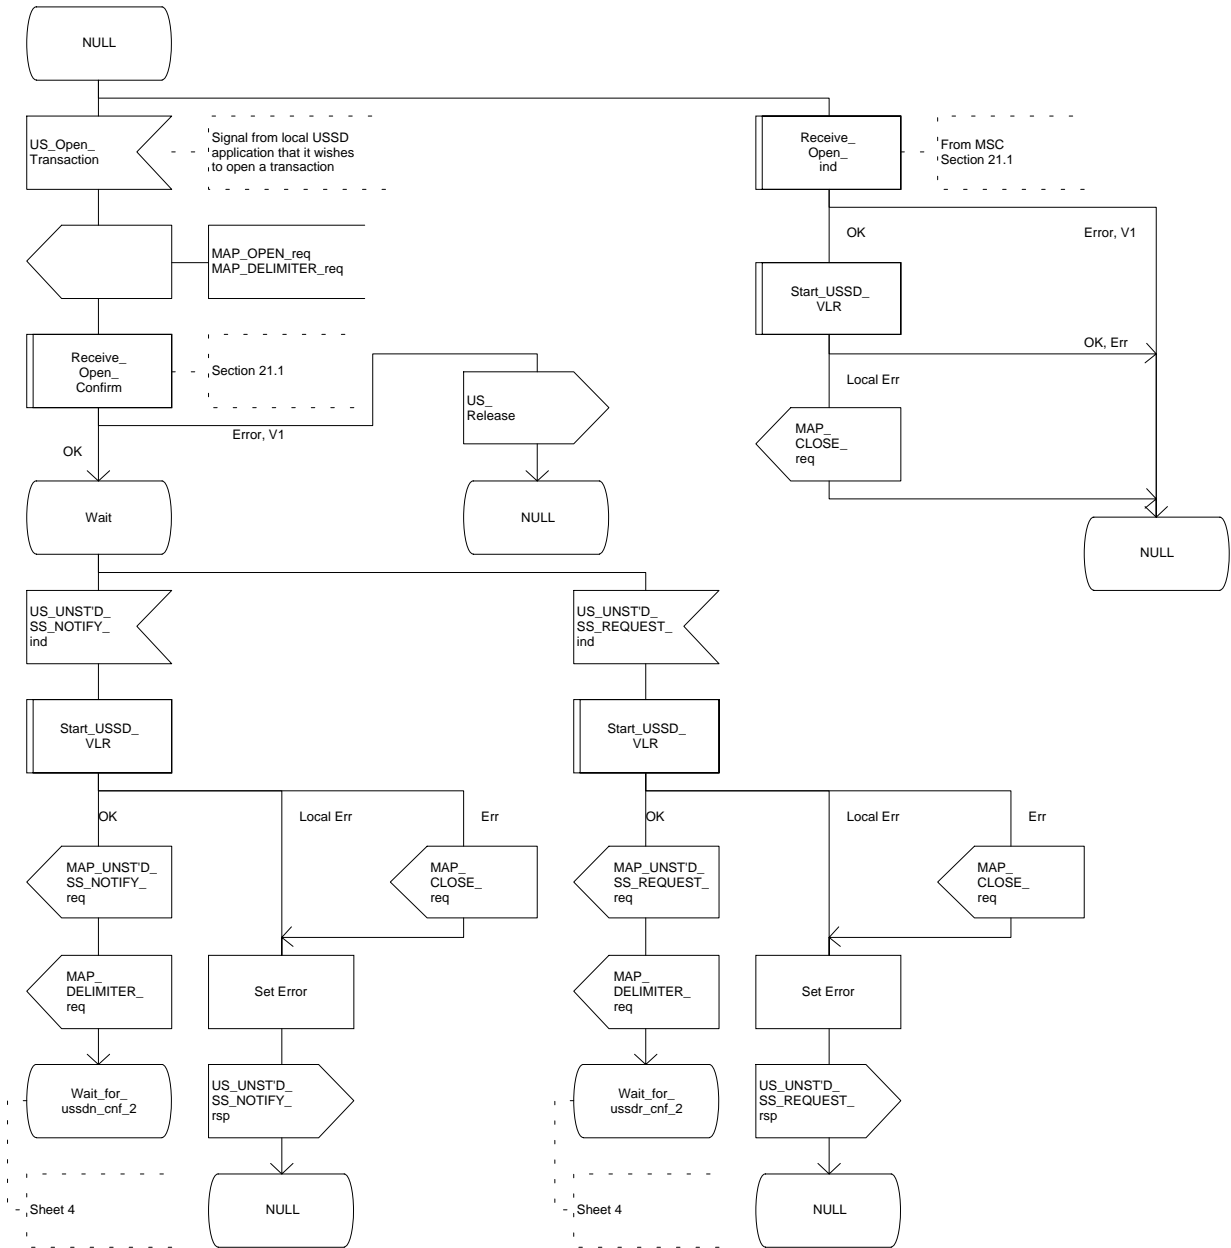 NULL
US_Open_
Transaction
Signal from local USSD
application that it wishes
to open a transaction
Receive_
Open_
ind
From MSC
Section 21.1
MAP_OPEN_req
MAP_DELIMITER_req
OK
Error, V1
Start_USSD_
VLR
Receive_
Open_
Confirm
Section 21.1
OK, Err
Local Err
US_
Release
Error, V1
OK
MAP_
CLOSE_
req
Wait
NULL
NULL
US_UNST'D_
SS_NOTIFY_
ind
US_UNST'D_
SS_REQUEST_
ind
Start_USSD_
VLR
Start_USSD_
VLR
OK
Local Err
Err
OK
Local Err
Err
MAP_UNST'D_
SS_NOTIFY_
req
MAP_
CLOSE_
req
MAP_UNST'D_
SS_REQUEST_
req
MAP_
CLOSE_
req
MAP_
DELIMITER_
req
Set Error
MAP_
DELIMITER_
req
Set Error
Wait_for_
ussdn_cnf_2
US_UNST'D_
SS_NOTIFY_
rsp
Wait_for_
ussdr_cnf_2
US_UNST'D_
SS_REQUEST_
rsp
Sheet 4
NULL
Sheet 4
NULL